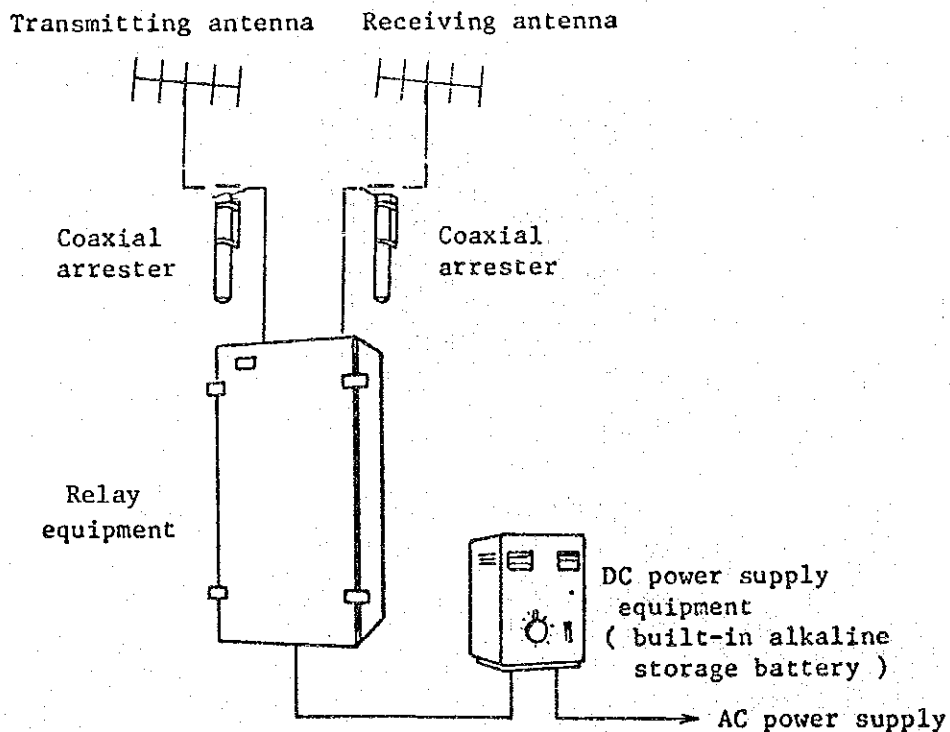 Transmitting antenna
Receiving antenna
Coaxial
arrester
Coaxial
arrester
Relay
equipment
DC power supply
equipment
( built-in alkaline
storage battery )
AC power supply